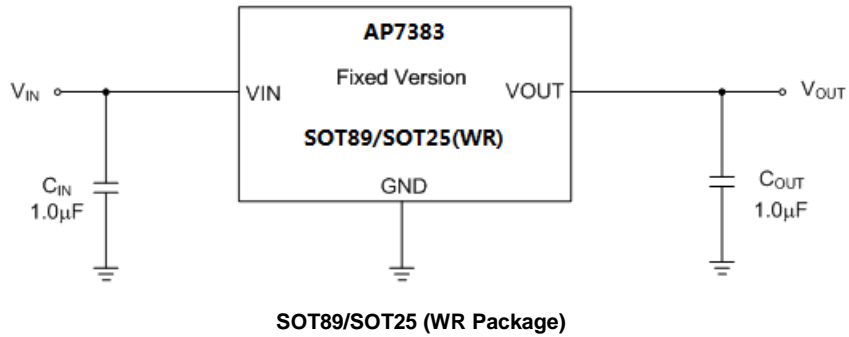 AP7383
Fixed Version
VIN
VIN
VOUT
VOUT
SOT89/SOT25(WR)
GND
CIN
1.0μF
COUT
1.0μF
SOT89/SOT25 (WR Package)